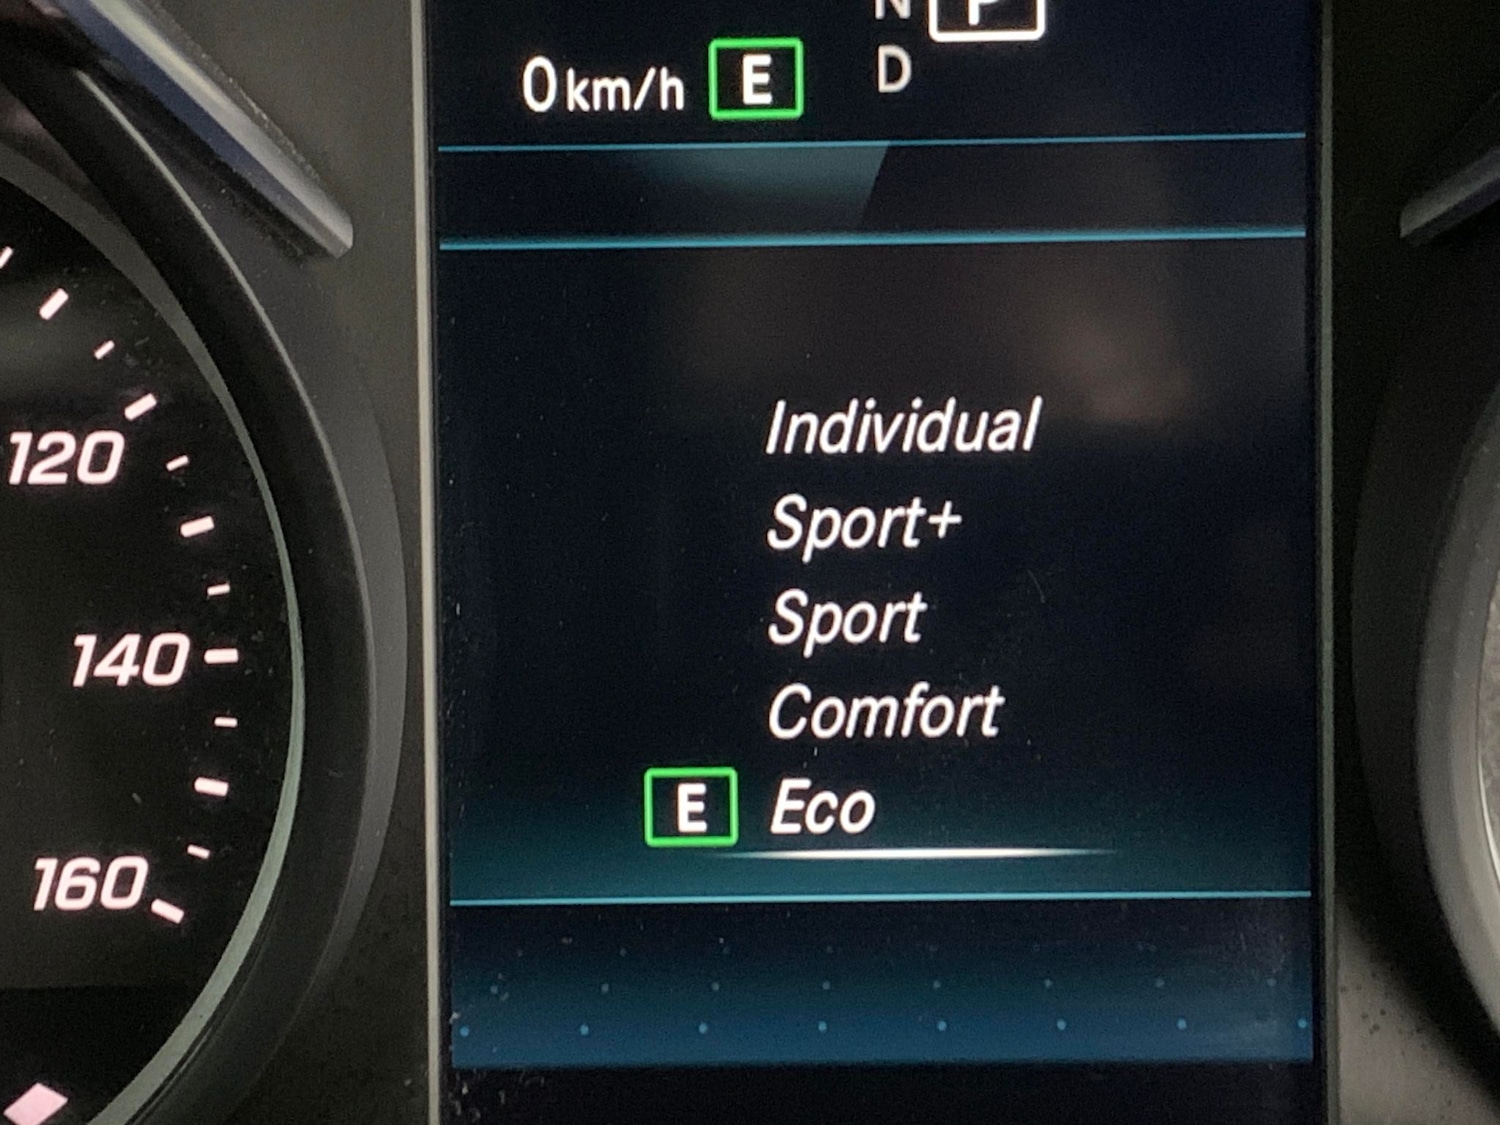 N P
0 km/h E D
Individual
Sport+
Sport
Comfort
E Eco
120
140
160